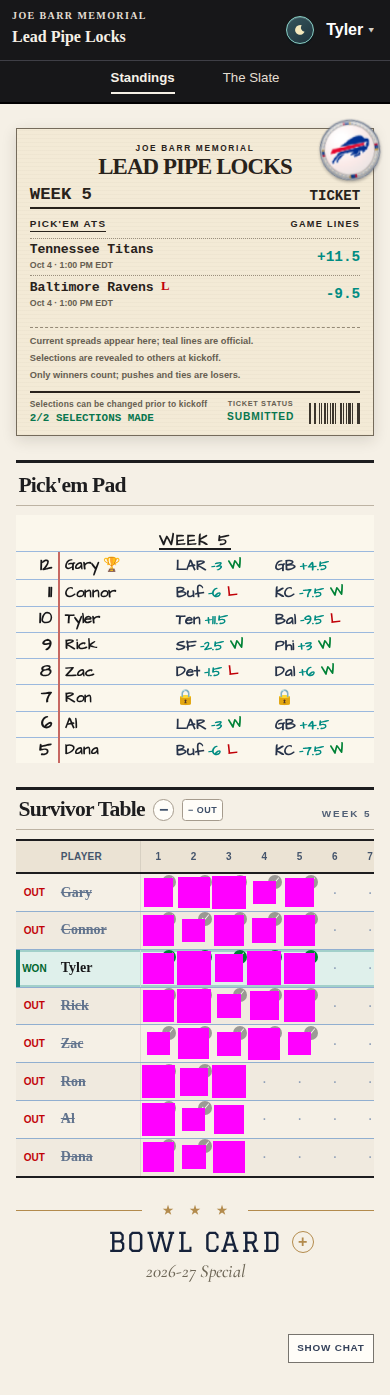 JOE BARR MEMORIAL
Lead Pipe Locks
Tyler
Standings The Slate
JOE BARR MEMORIAL
LEAD PIPE LOCKS
WEEK 5 TICKET
PICK'EM ATS GAME LINES
Tennessee Titans
Oct 4 · 1:00 PM EDT +11.5
Baltimore Ravens L
Oct 4 · 1:00 PM EDT -9.5
Current spreads appear here; teal lines are official.
Selections are revealed to others at kickoff.
Only winners count; pushes and ties are losers.
Selections can be changed prior to kickoff TICKET STATUS
2/2 SELECTIONS MADE SUBMITTED
Pick'em Pad
WEEK 5
12 Gary 🏆 LAR -3 W GB +4.5
11 Connor Buf -6 L KC -7.5 W
10 Tyler Ten +11.5 Bal -9.5 L
9 Rick SF -2.5 W Phi +3 W
8 Zac Det -1.5 L Dal +6 W
7 Ron 🔒 🔒
6 Al LAR -3 W GB +4.5
5 Dana Buf -6 L KC -7.5 W
Survivor Table − − OUT WEEK 5
PLAYER 1 2 3 4 5 6 7
OUT Gary
OUT Connor
WON Tyler
OUT Rick
OUT Zac
OUT Ron
OUT Al
OUT Dana
★ ★ ★
BOWL CARD +
2026-27 Special
SHOW CHAT